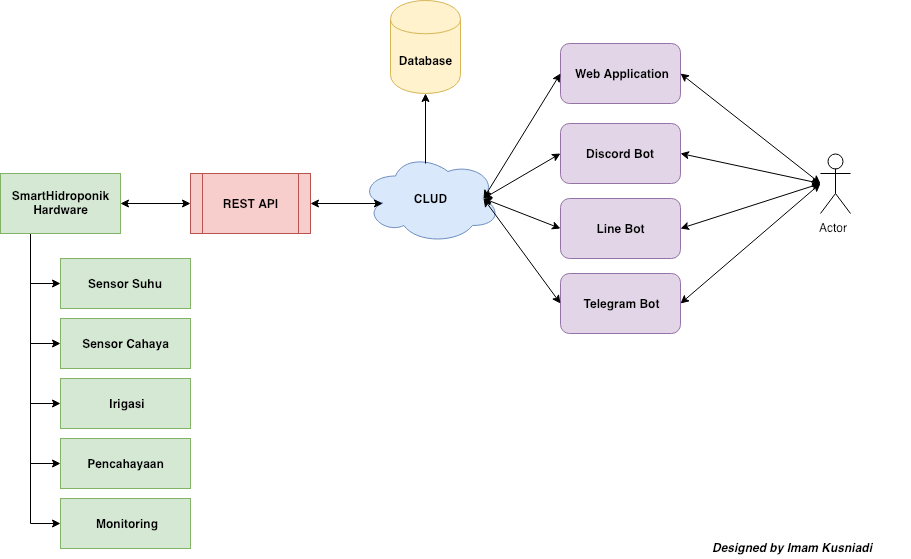 Database
Web Application
Discord Bot
SmartHidroponik
Hardware
REST API
CLUD
Line Bot
Actor
Telegram Bot
Sensor Suhu
Sensor Cahaya
Irigasi
Pencahayaan
Monitoring
Designed by Imam Kusniadi